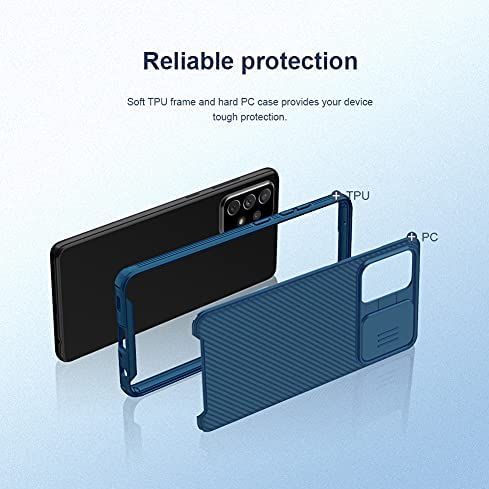 Reliable protection
Soft TPU frame and hard PC case provides your device
tough protection.
TPU
PC